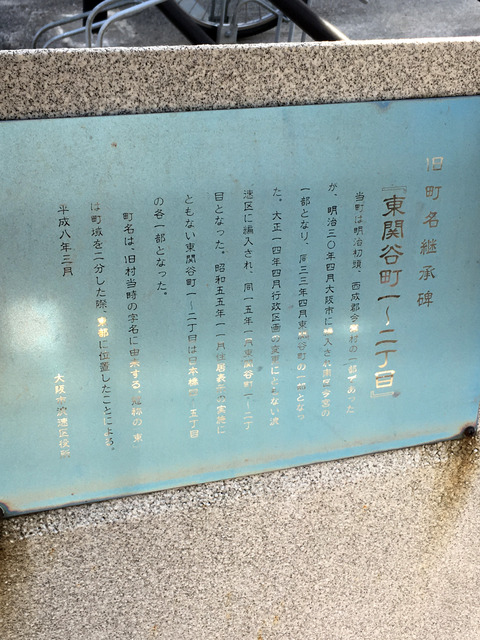 旧町名継承碑
『東関谷町一〜二丁目』
当町は明治初頭、西成郡今宮村の一部であった
が、明治三〇年四月大阪市に編入され南区今宮の
一部となり、同三三年四月東関谷町の一部となっ
た。大正一四年四月行政区画の変更にともない浪
速区に編入され、同一五年一月東関谷町一〜二丁
目となった。昭和五五年一一月住居表示の実施に
ともない東関谷町一〜二丁目は日本橋四〜五丁目
の各一部となった。
町名は、旧村当時の字名に由来する。冠称の「東」
は町域を二分した際、東部に位置したことによる。
平成八年三月
大阪市浪速区役所